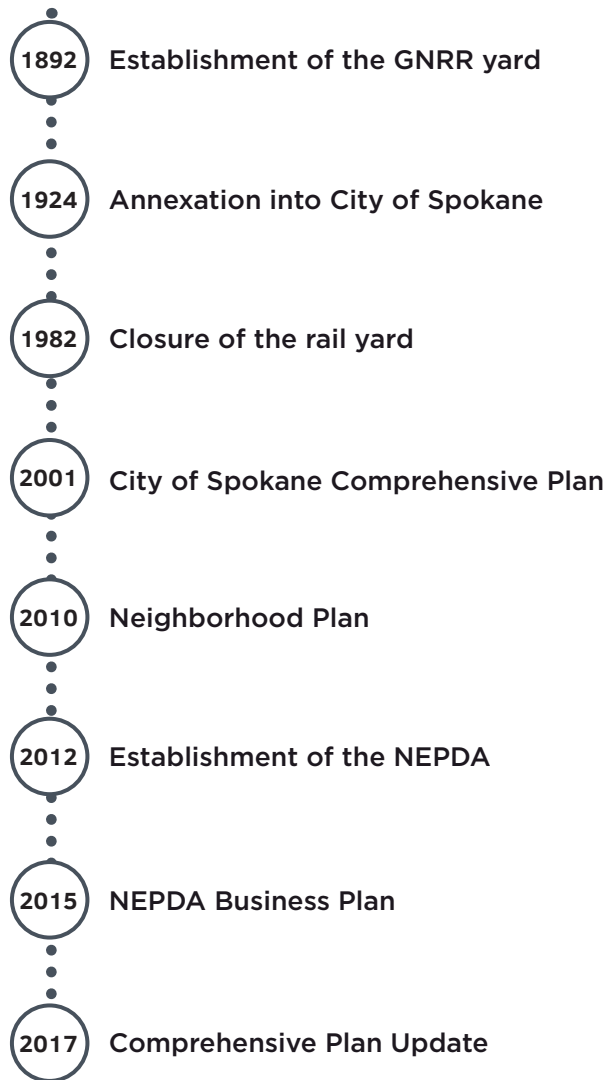 1892 Establishment of the GNRR yard
1924 Annexation into City of Spokane
1982 Closure of the rail yard
2001 City of Spokane Comprehensive Plan
2010 Neighborhood Plan
2012 Establishment of the NEPDA
2015 NEPDA Business Plan
2017 Comprehensive Plan Update